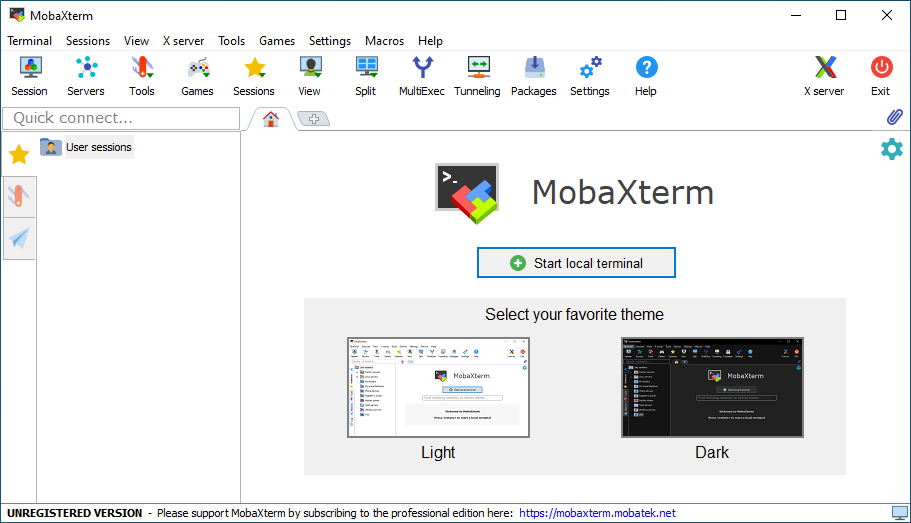 MobaXterm
Terminal Sessions View X server Tools Games Settings Macros Help
Session Servers Tools Games Sessions View Split MultiExec Tunneling Packages Settings Help X server Exit
Quick connect...
User sessions
>_
MobaXterm
Start local terminal
Select your favorite theme
MobaXterm
MobaXterm
Light Dark
UNREGISTERED VERSION - Please support MobaXterm by subscribing to the professional edition here: https://mobaxterm.mobatek.net